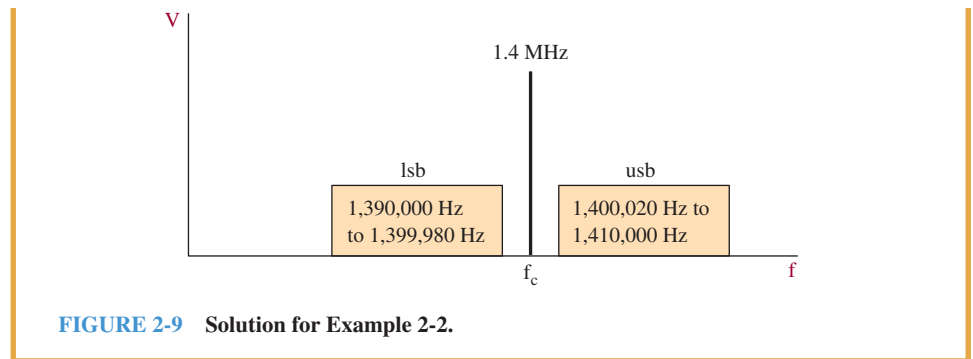 V
1.4 MHz
lsb
usb
1,390,000 Hz
to 1,399,980 Hz
1,400,020 Hz to
1,410,000 Hz
fc
f
FIGURE 2-9 Solution for Example 2-2.